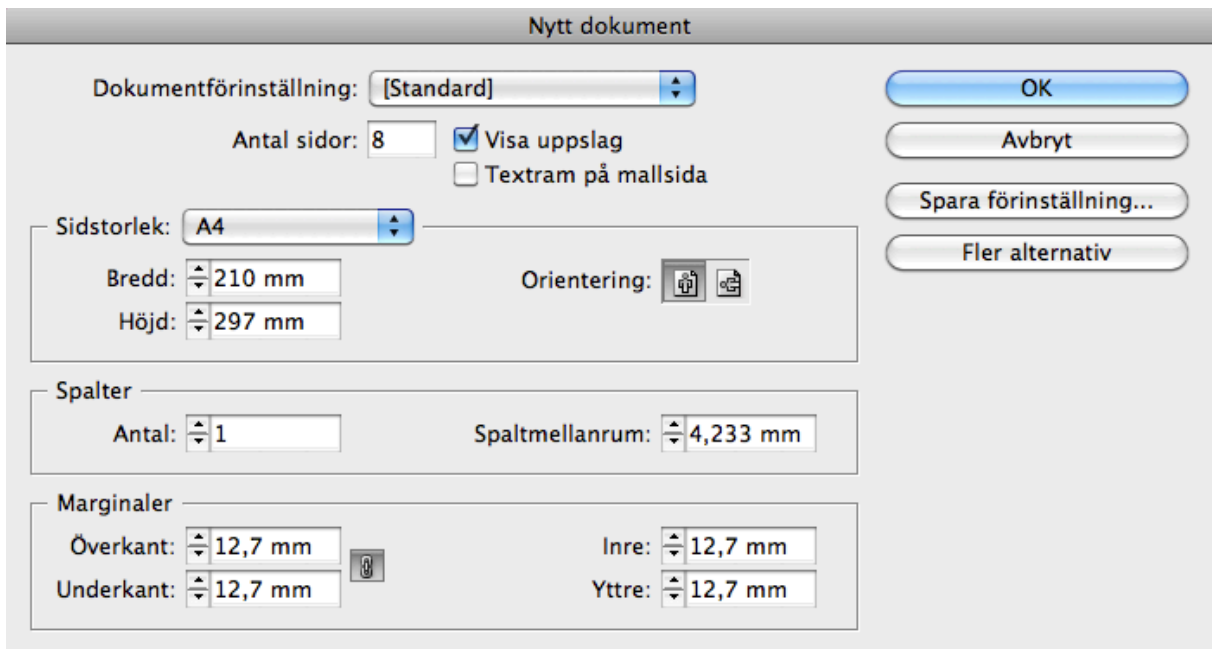 Nytt dokument
Dokumentförinställning: [Standard]
Antal sidor: 8 Visa uppslag
Textram på mallsida
OK
Avbryt
Spara förinställning...
Fler alternativ
Sidstorlek: A4
Bredd: 210 mm Orientering:
Höjd: 297 mm
Spalter
Antal: 1 Spaltmellanrum: 4,233 mm
Marginaler
Överkant: 12,7 mm Inre: 12,7 mm
Underkant: 12,7 mm Yttre: 12,7 mm